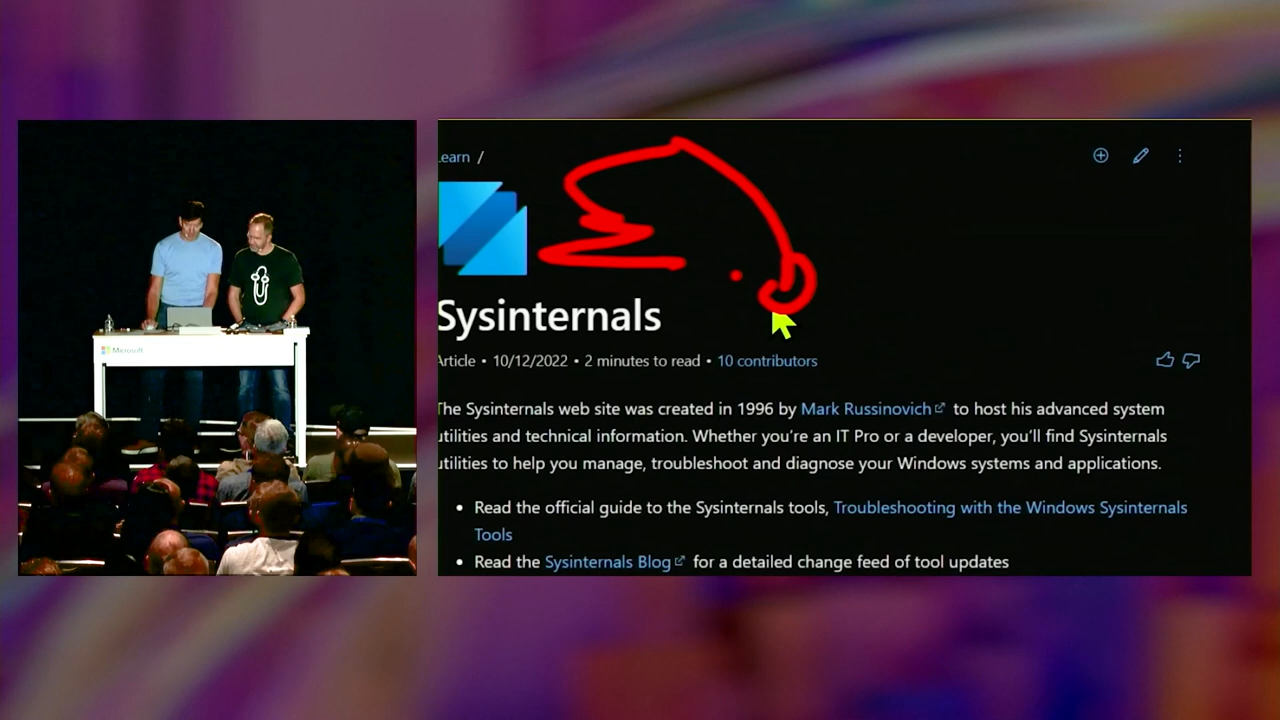 Microsoft
Learn /
Sysinternals
Article • 10/12/2022 • 2 minutes to read • 10 contributors
The Sysinternals web site was created in 1996 by Mark Russinovich to host his advanced system
utilities and technical information. Whether you're an IT Pro or a developer, you'll find Sysinternals
utilities to help you manage, troubleshoot and diagnose your Windows systems and applications.
• Read the official guide to the Sysinternals tools, Troubleshooting with the Windows Sysinternals
Tools
• Read the Sysinternals Blog for a detailed change feed of tool updates